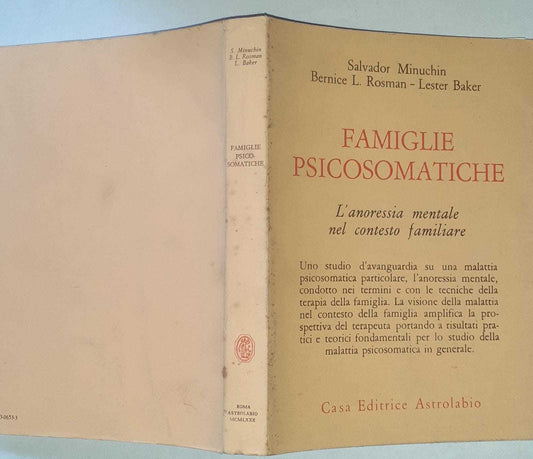 S. Minuchin
B. L. Rosman
L. Baker
FAMIGLIE
PSICO-
SOMATICHE
ROMA
ASTROLABIO
MCMLXXX
Salvador Minuchin
Bernice L. Rosman – Lester Baker
FAMIGLIE
PSICOSOMATICHE
L'anoressia mentale
nel contesto familiare
Uno studio d'avanguardia su una malattia
psicosomatica particolare, l'anoressia mentale,
condotto nei termini e con le tecniche della
terapia della famiglia. La visione della malattia
nel contesto della famiglia amplifica la pro-
spettiva del terapeuta portando a risultati pra-
tici e teorici fondamentali per lo studio della
malattia psicosomatica in generale.
Casa Editrice Astrolabio